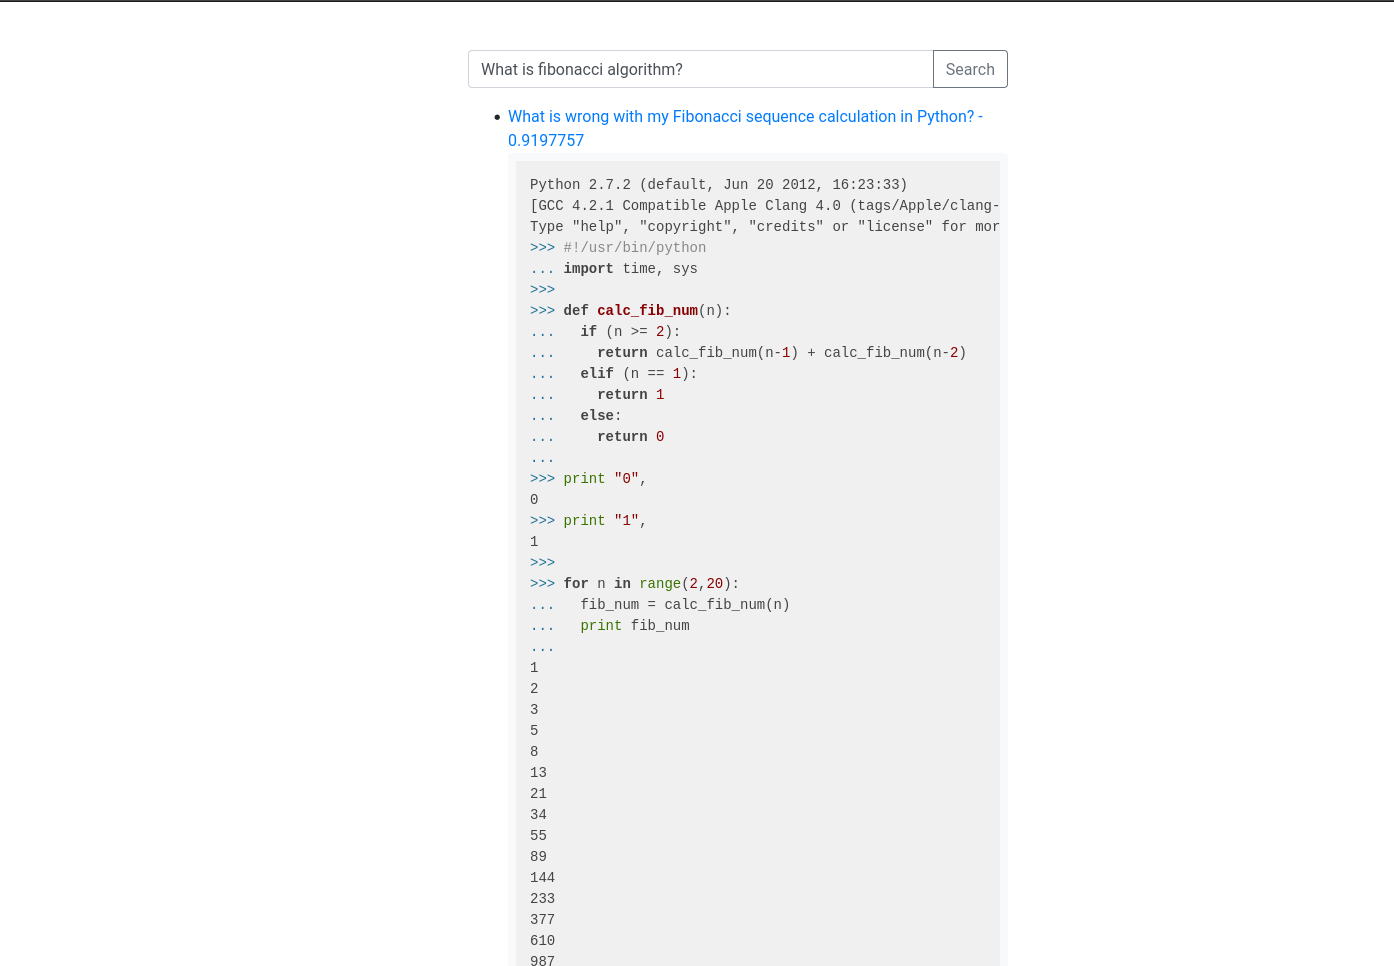 What is fibonacci algorithm?
Search
What is wrong with my Fibonacci sequence calculation in Python? -
0.9197757
Python 2.7.2 (default, Jun 20 2012, 16:23:33)
[GCC 4.2.1 Compatible Apple Clang 4.0 (tags/Apple/clang-
Type "help", "copyright", "credits" or "license" for mor
>>> #!/usr/bin/python
... import time, sys
>>>
>>> def calc_fib_num(n):
...   if (n >= 2):
...     return calc_fib_num(n-1) + calc_fib_num(n-2)
...   elif (n == 1):
...     return 1
...   else:
...     return 0
...
>>> print "0",
0
>>> print "1",
1
>>>
>>> for n in range(2,20):
...   fib_num = calc_fib_num(n)
...   print fib_num
...
1
2
3
5
8
13
21
34
55
89
144
233
377
610
987